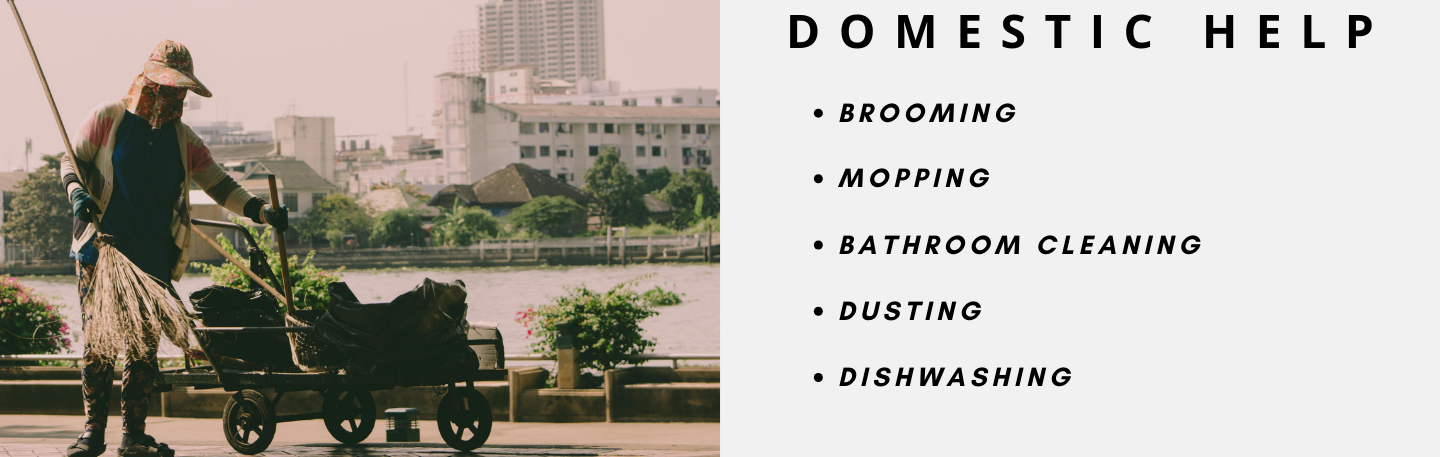 DOMESTIC HELP
• BROOMING
• MOPPING
• BATHROOM CLEANING
• DUSTING
• DISHWASHING